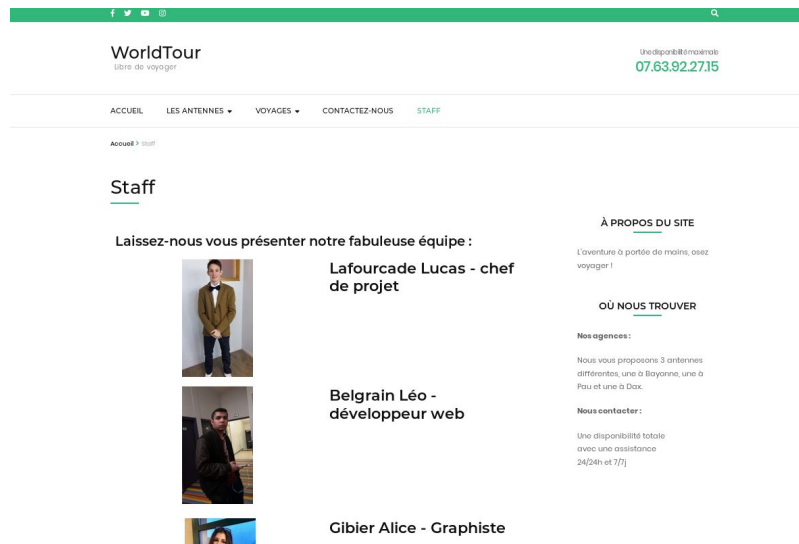 WorldTour
Libre de voyager
Une disponibilité maximale
07.63.92.27.15
ACCUEIL LES ANTENNES VOYAGES CONTACTEZ-NOUS STAFF
Accueil > Staff
Staff
Laissez-nous vous présenter notre fabuleuse équipe :
Lafourcade Lucas - chef
de projet
Belgrain Léo -
développeur web
Gibier Alice - Graphiste
À PROPOS DU SITE
L'aventure à portée de mains, osez
voyager !
OÙ NOUS TROUVER
Nos agences :
Nous vous proposons 3 antennes
différentes, une à Bayonne, une à
Pau et une à Dax.
Nous contacter :
Une disponibilité totale
avec une assistance
24/24h et 7/7j